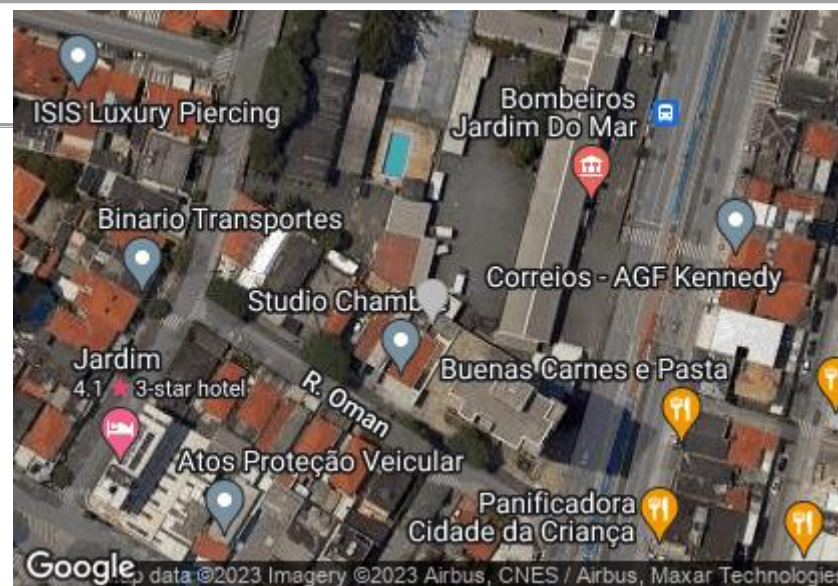 ISIS Luxury Piercing
Bombeiros
Jardim Do Mar
Binario Transportes
Correios - AGF Kennedy
Studio Chamb
Buenas Carnes e Pasta
Jardim
4.1 ★ 3-star hotel
R. Oman
Atos Proteção Veicular
Panificadora
Cidade da Criança
Google
data ©2023 Imagery ©2023 Airbus, CNES / Airbus, Maxar Technologie